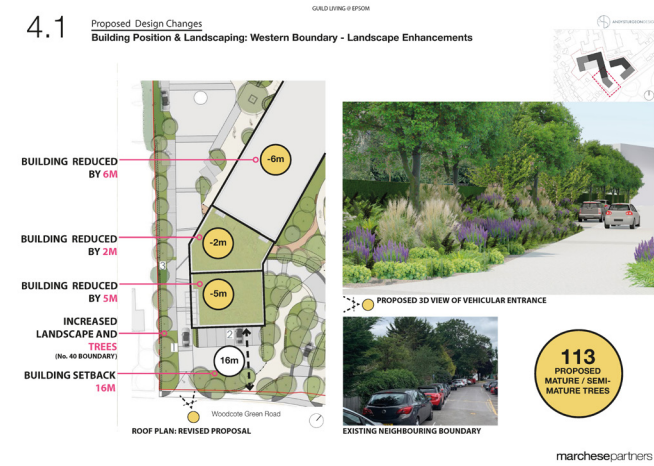 GUILD LIVING @ EPSOM
4.1
Proposed Design Changes
Building Position & Landscaping: Western Boundary - Landscape Enhancements
BUILDING REDUCED
BY 6M
-6m
BUILDING REDUCED
BY 2M
-2m
BUILDING REDUCED
BY 5M
-5m
INCREASED
LANDSCAPE AND
TREES
(No. 40 BOUNDARY)
BUILDING SETBACK
16M
16m
3
1
2
Woodcote Green Road
ROOF PLAN: REVISED PROPOSAL
PROPOSED 3D VIEW OF VEHICULAR ENTRANCE
EXISTING NEIGHBOURING BOUNDARY
113
PROPOSED
MATURE / SEMI-
MATURE TREES
marchesepartners